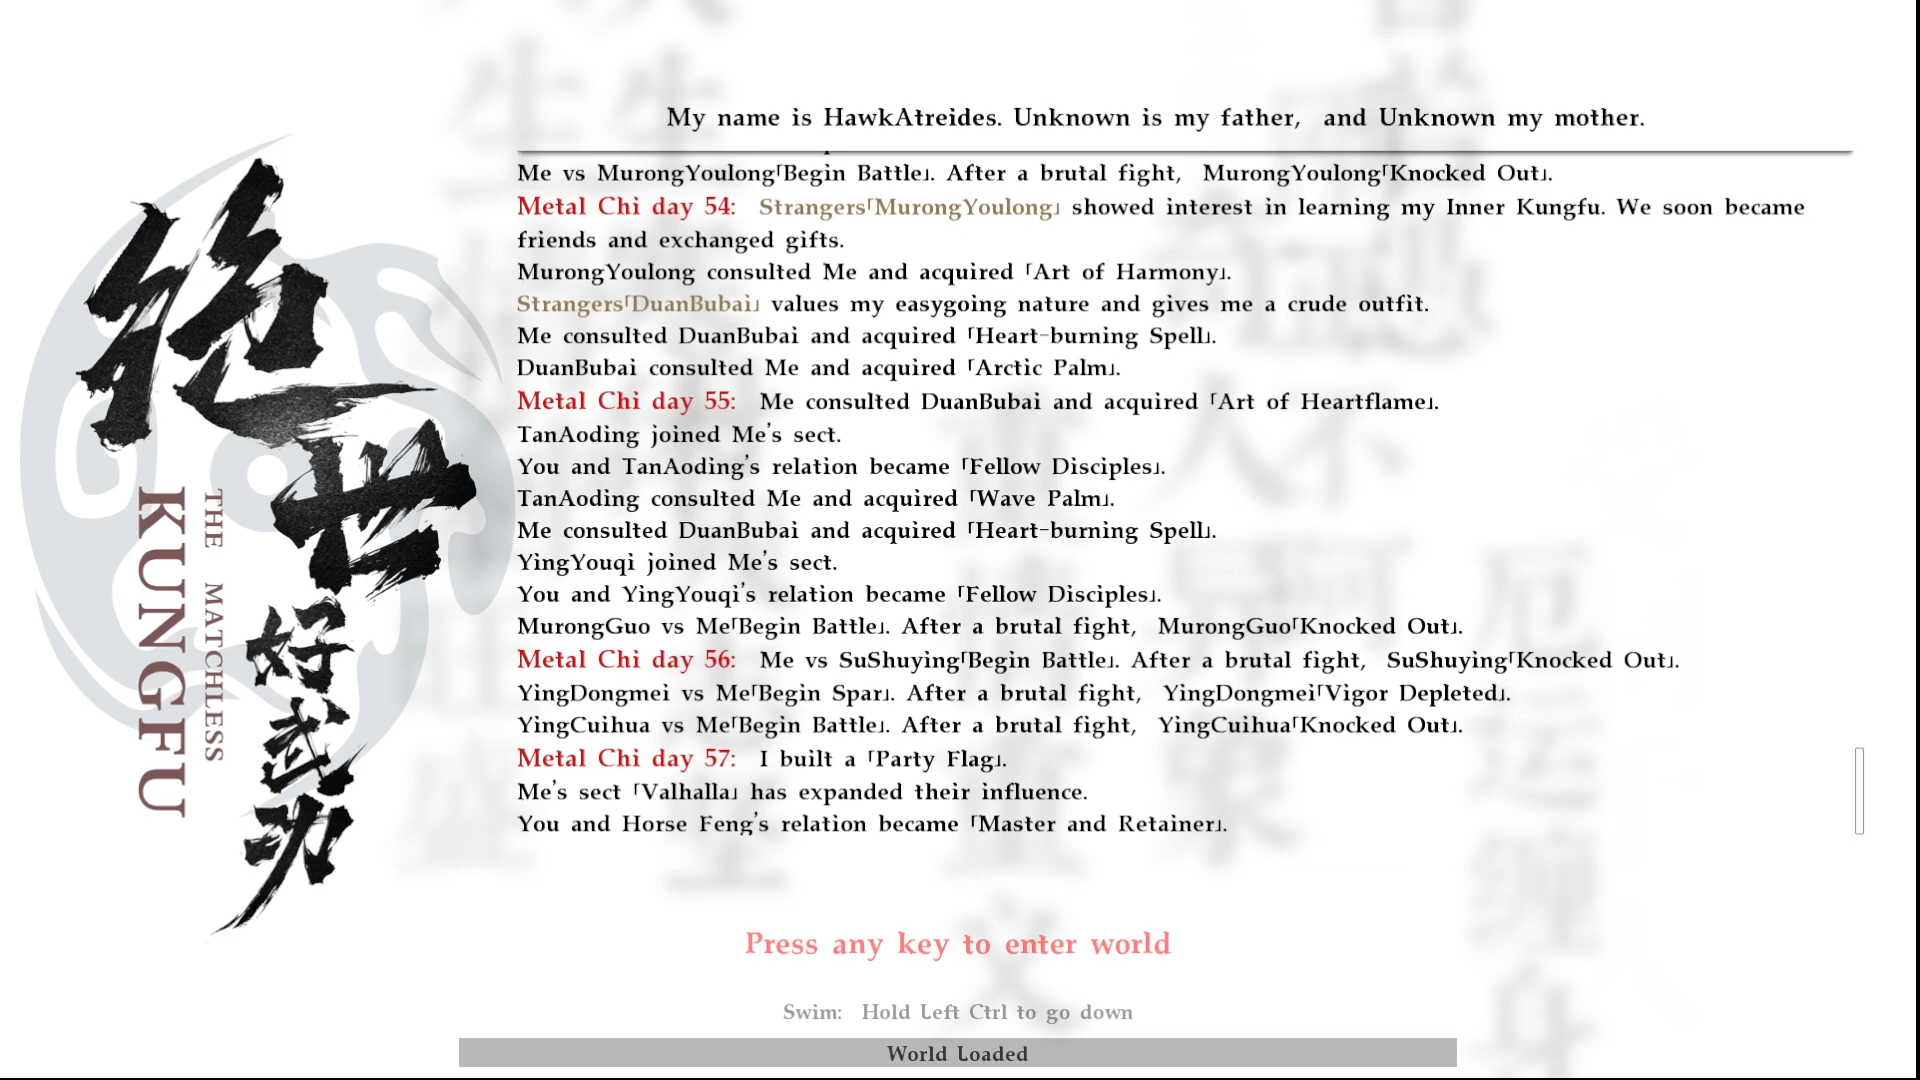 My name is HawkAtreides. Unknown is my father, and Unknown my mother.
Me vs MurongYoulong「Begin Battle」. After a brutal fight, MurongYoulong「Knocked Out」.
Metal Chi day 54: Strangers「MurongYoulong」 showed interest in learning my Inner Kungfu. We soon became
friends and exchanged gifts.
MurongYoulong consulted Me and acquired 「Art of Harmony」.
Strangers「DuanBubai」 values my easygoing nature and gives me a crude outfit.
Me consulted DuanBubai and acquired 「Heart-burning Spell」.
DuanBubai consulted Me and acquired 「Arctic Palm」.
Metal Chi day 55: Me consulted DuanBubai and acquired 「Art of Heartflame」.
TanAoding joined Me's sect.
You and TanAoding's relation became 「Fellow Disciples」.
TanAoding consulted Me and acquired 「Wave Palm」.
Me consulted DuanBubai and acquired 「Heart-burning Spell」.
YingYouqi joined Me's sect.
You and YingYouqi's relation became 「Fellow Disciples」.
MurongGuo vs Me「Begin Battle」. After a brutal fight, MurongGuo「Knocked Out」.
Metal Chi day 56: Me vs SuShuying「Begin Battle」. After a brutal fight, SuShuying「Knocked Out」.
YingDongmei vs Me「Begin Spar」. After a brutal fight, YingDongmei「Vigor Depleted」.
YingCuihua vs Me「Begin Battle」. After a brutal fight, YingCuihua「Knocked Out」.
Metal Chi day 57: I built a 「Party Flag」.
Me's sect 「Valhalla」 has expanded their influence.
You and Horse Feng's relation became 「Master and Retainer」.
绝世好武功
THE MATCHLESS
KUNGFU
Press any key to enter world
Swim: Hold Left Ctrl to go down
World Loaded